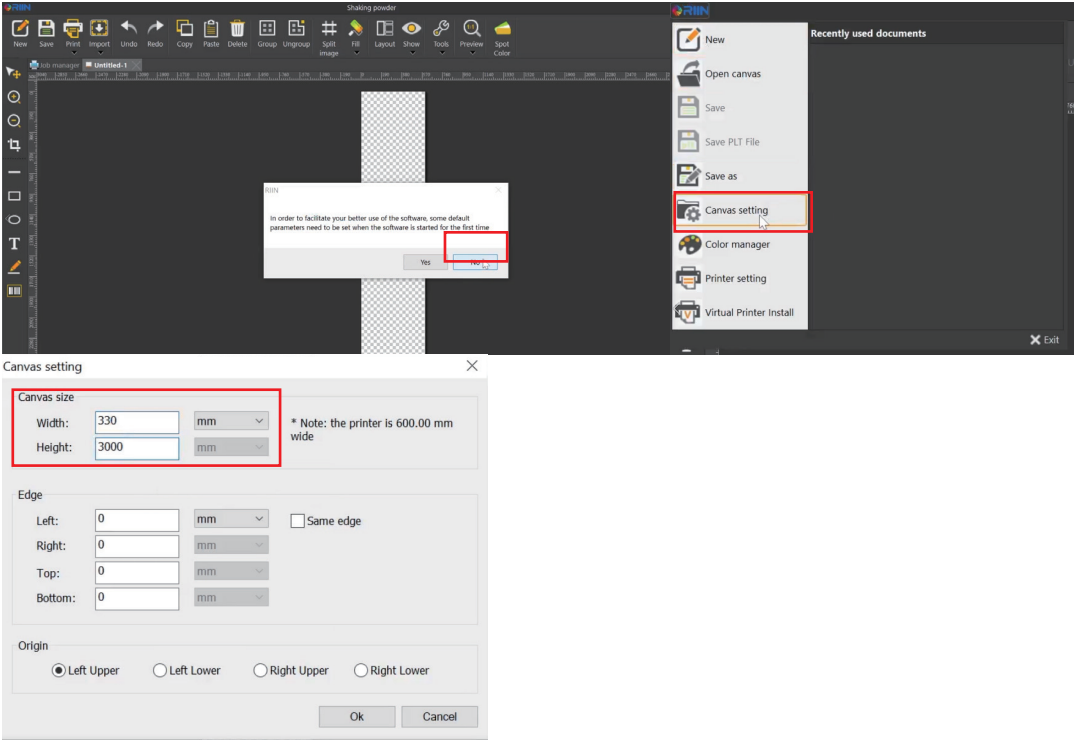 RIIN
Shaking powder
New Save Print Import Undo Redo Copy Paste Delete Group Ungroup Split image Fill Layout Show Tools Preview Spot Color
Job manager Untitled-1
RIIN
In order to facilitate your better use of the software, some default
parameters need to be set when the software is started for the first time
Yes No
T
RIIN
New
Open canvas
Save
Save PLT File
Save as
Canvas setting
Color manager
Printer setting
Virtual Printer Install
Recently used documents
Exit
Canvas setting
Canvas size
Width: 330 mm
Height: 3000 mm
* Note: the printer is 600.00 mm
wide
Edge
Left: 0 mm
Same edge
Right: 0 mm
Top: 0 mm
Bottom: 0 mm
Origin
Left Upper Left Lower Right Upper Right Lower
Ok Cancel